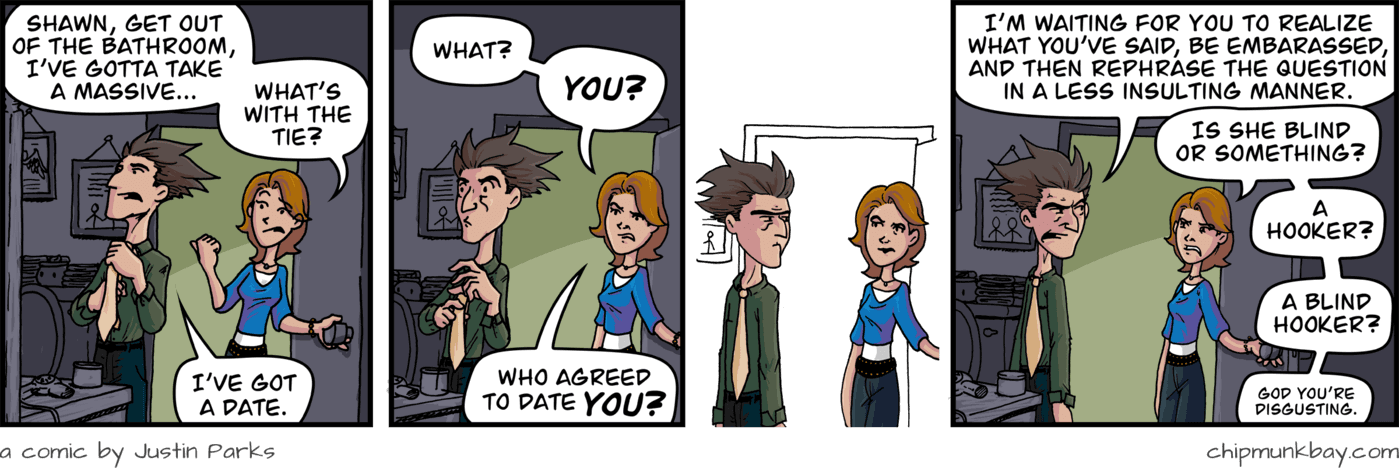 SHAWN, GET OUT
OF THE BATHROOM,
I'VE GOTTA TAKE
A MASSIVE...
WHAT'S
WITH THE
TIE?
I'VE GOT
A DATE.
WHAT?
YOU?
WHO AGREED
TO DATE YOU?
I'M WAITING FOR YOU TO REALIZE
WHAT YOU'VE SAID, BE EMBARASSED,
AND THEN REPHRASE THE QUESTION
IN A LESS INSULTING MANNER.
IS SHE BLIND
OR SOMETHING?
A
HOOKER?
A BLIND
HOOKER?
GOD YOU'RE
DISGUSTING.
a comic by Justin Parks
chipmunkbay.com